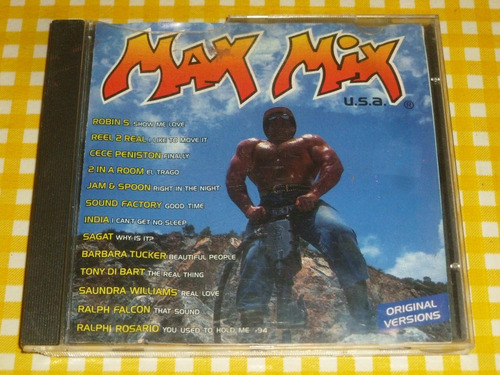 MAX MIX
u.s.a. ®
ROBIN S. SHOW ME LOVE
REEL 2 REAL I LIKE TO MOVE IT
CECE PENISTON FINALLY
2 IN A ROOM EL TRAGO
JAM & SPOON RIGHT IN THE NIGHT
SOUND FACTORY GOOD TIME
INDIA I CAN'T GET NO SLEEP
SAGAT WHY IS IT?
BARBARA TUCKER BEAUTIFUL PEOPLE
TONY DI BART THE REAL THING
SAUNDRA WILLIAMS REAL LOVE
RALPH FALCON THAT SOUND
RALPHI ROSARIO YOU USED TO HOLD ME '94
ORIGINAL
VERSIONS